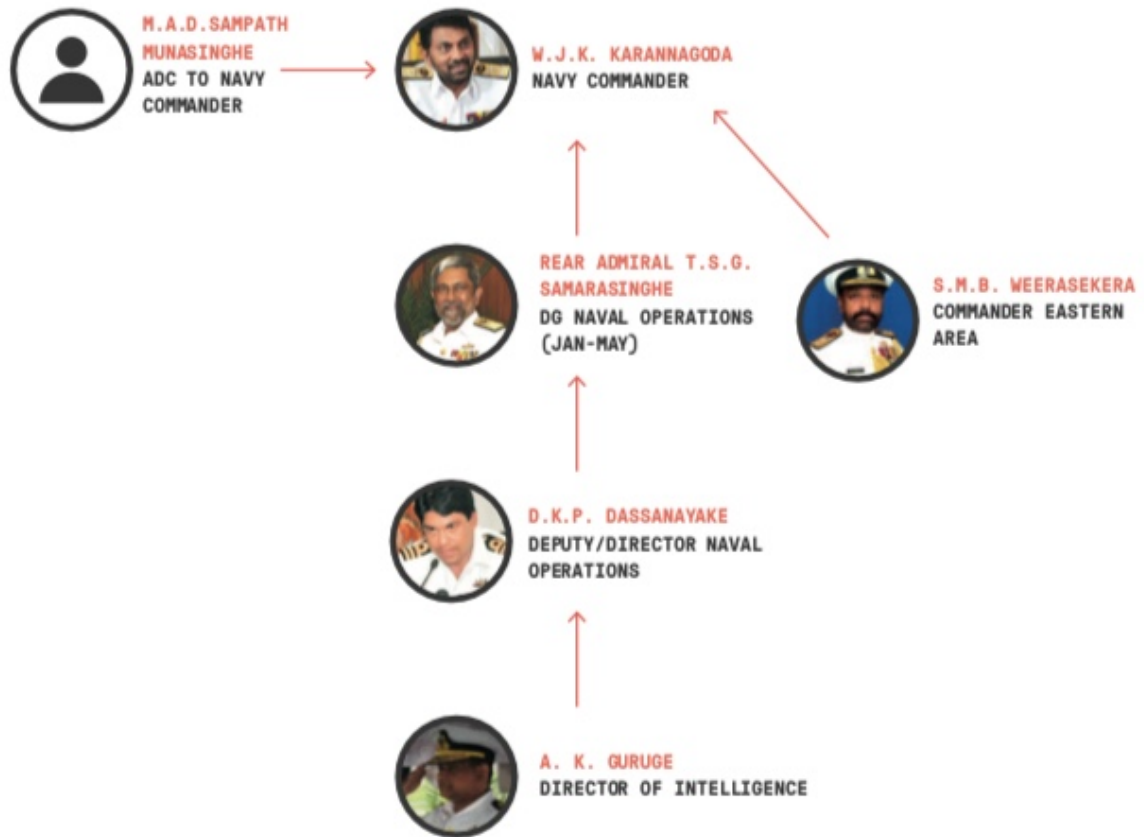 M.A.D.SAMPATH
MUNASINGHE
ADC TO NAVY
COMMANDER
W.J.K. KARANNAGODA
NAVY COMMANDER
REAR ADMIRAL T.S.G.
SAMARASINGHE
DG NAVAL OPERATIONS
(JAN-MAY)
S.M.B. WEERASEKERA
COMMANDER EASTERN
AREA
D.K.P. DASSANAYAKE
DEPUTY/DIRECTOR NAVAL
OPERATIONS
A. K. GURUGE
DIRECTOR OF INTELLIGENCE